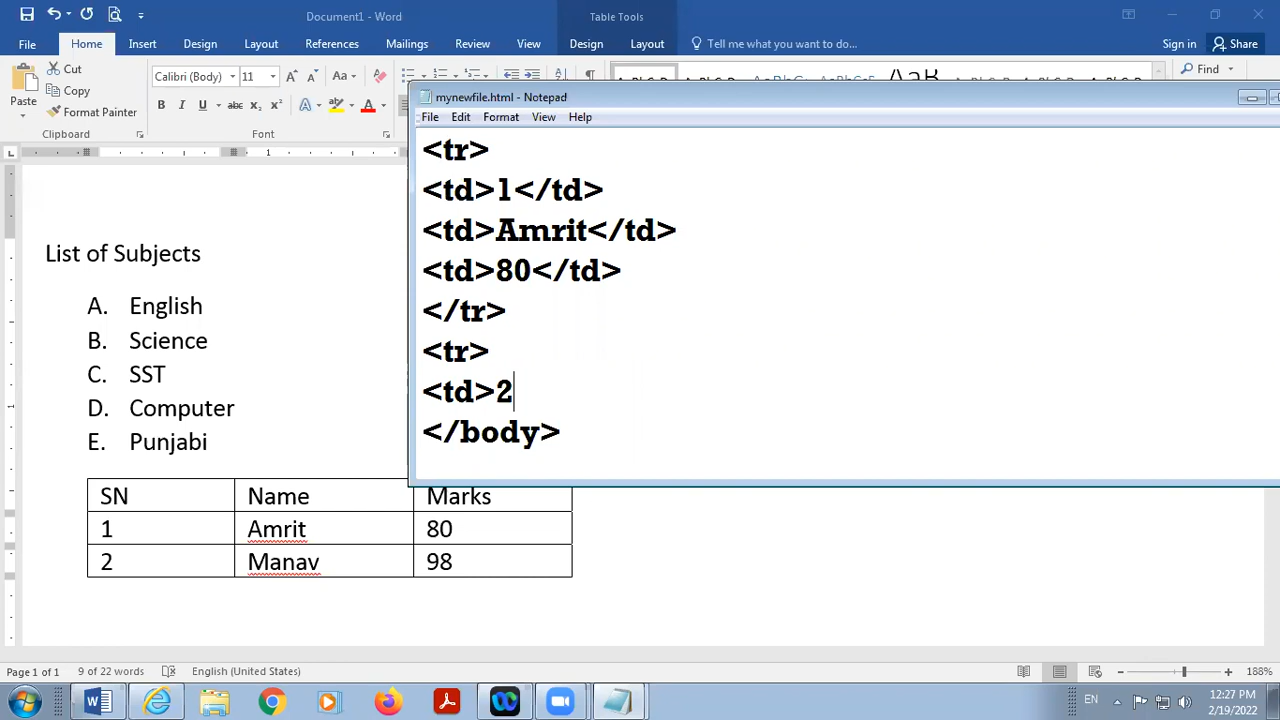 Document1 - Word
Table Tools
File Home Insert Design Layout References Mailings Review View Design Layout Tell me what you want to do... Sign in Share
Paste
Cut
Copy
Format Painter
Calibri (Body) 11
Aa
Find
Clipboard
Font
mynewfile.html - Notepad
File Edit Format View Help
<tr>
<td>1</td>
<td>Amrit</td>
<td>80</td>
</tr>
<tr>
<td>2
</body>
List of Subjects
A. English
B. Science
C. SST
D. Computer
E. Punjabi
SN Name Marks
1 Amrit 80
2 Manav 98
Page 1 of 1 9 of 22 words English (United States) 188%
EN 12:27 PM
2/19/2022